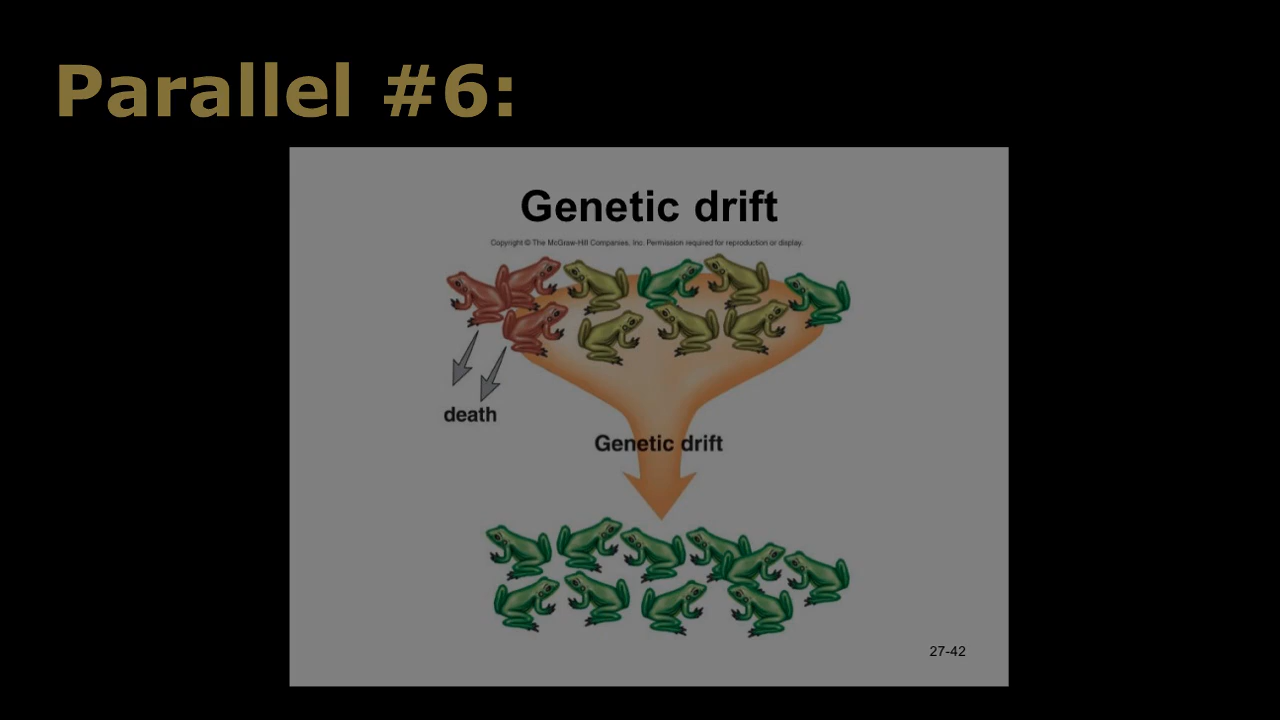 Parallel #6:
Genetic drift
Copyright © The McGraw-Hill Companies, Inc. Permission required for reproduction or display.
death
Genetic drift
27-42